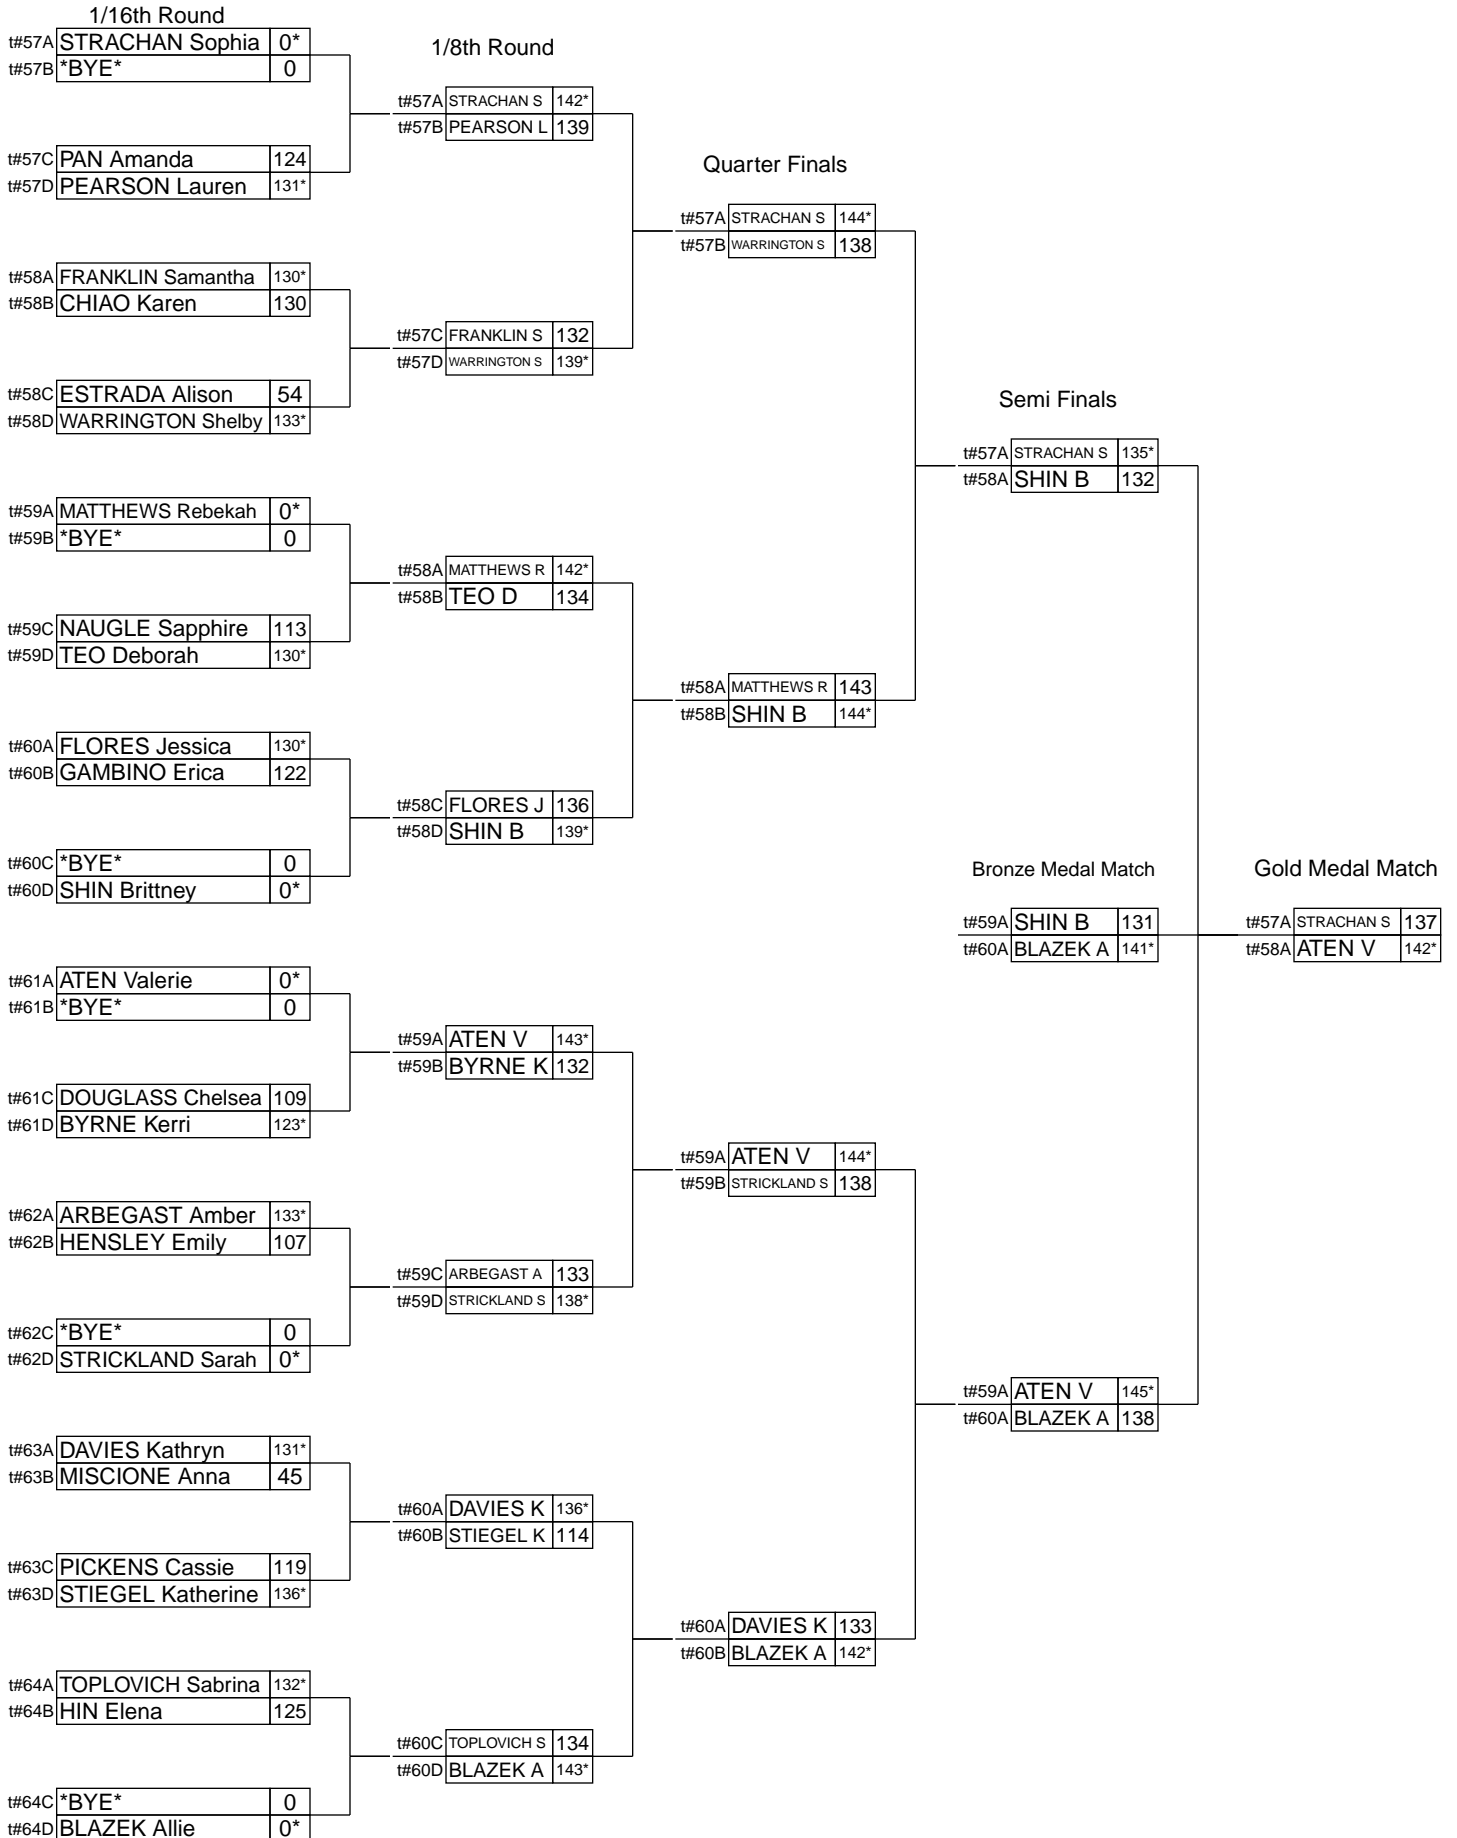 1/16th Round
t#57A STRACHAN Sophia 0*
t#57B *BYE* 0
t#57C PAN Amanda 124
t#57D PEARSON Lauren 131*
t#58A FRANKLIN Samantha 130*
t#58B CHIAO Karen 130
t#58C ESTRADA Alison 54
t#58D WARRINGTON Shelby 133*
t#59A MATTHEWS Rebekah 0*
t#59B *BYE* 0
t#59C NAUGLE Sapphire 113
t#59D TEO Deborah 130*
t#60A FLORES Jessica 130*
t#60B GAMBINO Erica 122
t#60C *BYE* 0
t#60D SHIN Brittney 0*
t#61A ATEN Valerie 0*
t#61B *BYE* 0
t#61C DOUGLASS Chelsea 109
t#61D BYRNE Kerri 123*
t#62A ARBEGAST Amber 133*
t#62B HENSLEY Emily 107
t#62C *BYE* 0
t#62D STRICKLAND Sarah 0*
t#63A DAVIES Kathryn 131*
t#63B MISCIONE Anna 45
t#63C PICKENS Cassie 119
t#63D STIEGEL Katherine 136*
t#64A TOPLOVICH Sabrina 132*
t#64B HIN Elena 125
t#64C *BYE* 0
t#64D BLAZEK Allie 0*
1/8th Round
t#57A STRACHAN S 142*
t#57B PEARSON L 139
t#57C FRANKLIN S 132
t#57D WARRINGTON S 139*
t#58A MATTHEWS R 142*
t#58B TEO D 134
t#58C FLORES J 136
t#58D SHIN B 139*
t#59A ATEN V 143*
t#59B BYRNE K 132
t#59C ARBEGAST A 133
t#59D STRICKLAND S 138*
t#60A DAVIES K 136*
t#60B STIEGEL K 114
t#60C TOPLOVICH S 134
t#60D BLAZEK A 143*
Quarter Finals
t#57A STRACHAN S 144*
t#57B WARRINGTON S 138
t#58A MATTHEWS R 143
t#58B SHIN B 144*
t#59A ATEN V 144*
t#59B STRICKLAND S 138
t#60A DAVIES K 133
t#60B BLAZEK A 142*
Semi Finals
t#57A STRACHAN S 135*
t#58A SHIN B 132
t#59A ATEN V 145*
t#60A BLAZEK A 138
Bronze Medal Match
t#59A SHIN B 131
t#60A BLAZEK A 141*
Gold Medal Match
t#57A STRACHAN S 137
t#58A ATEN V 142*